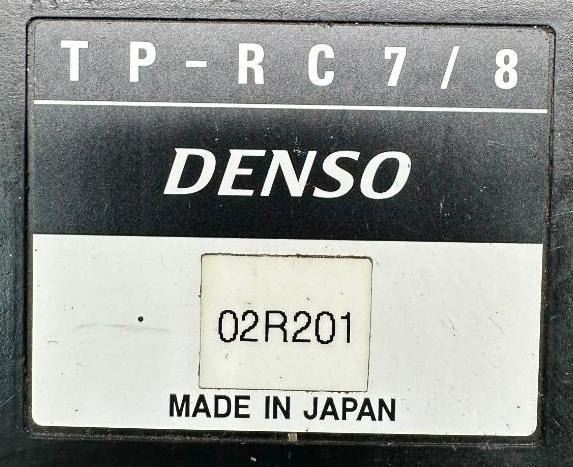 TP-RC7/8
DENSO
02R201
MADE IN JAPAN